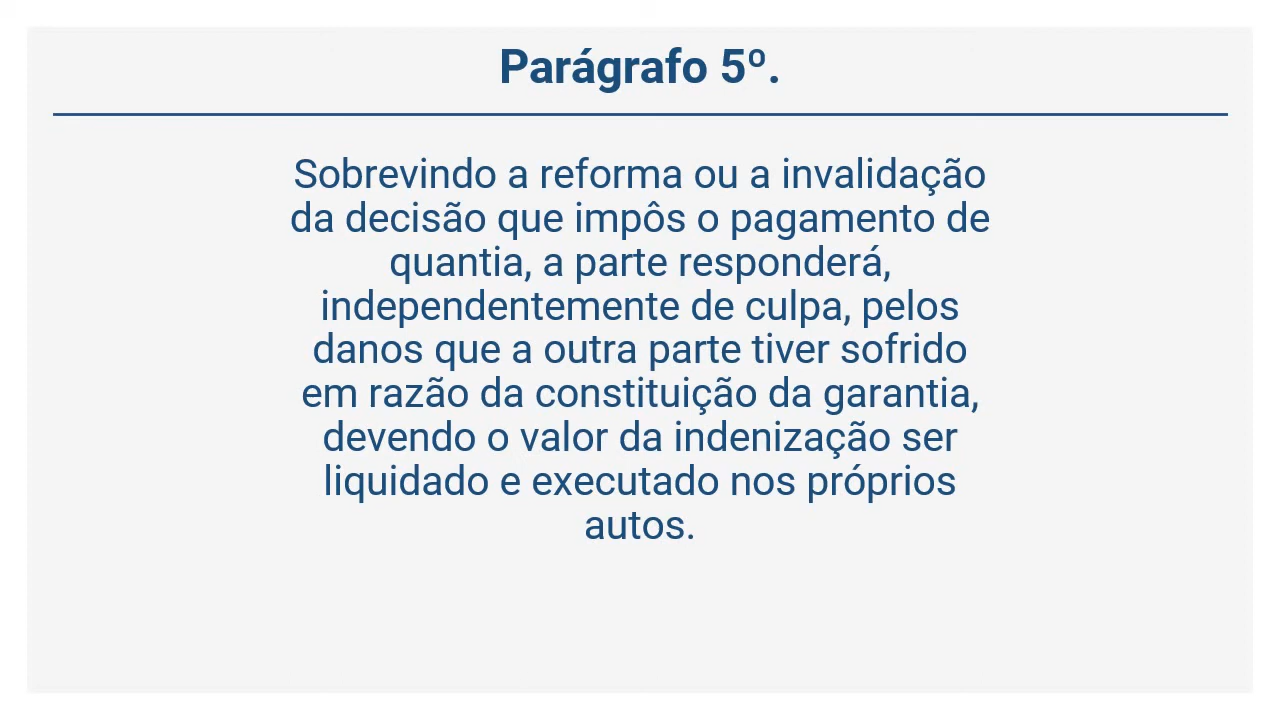 Parágrafo 5º.
Sobrevindo a reforma ou a invalidação
da decisão que impôs o pagamento de
quantia, a parte responderá,
independentemente de culpa, pelos
danos que a outra parte tiver sofrido
em razão da constituição da garantia,
devendo o valor da indenização ser
liquidado e executado nos próprios
autos.